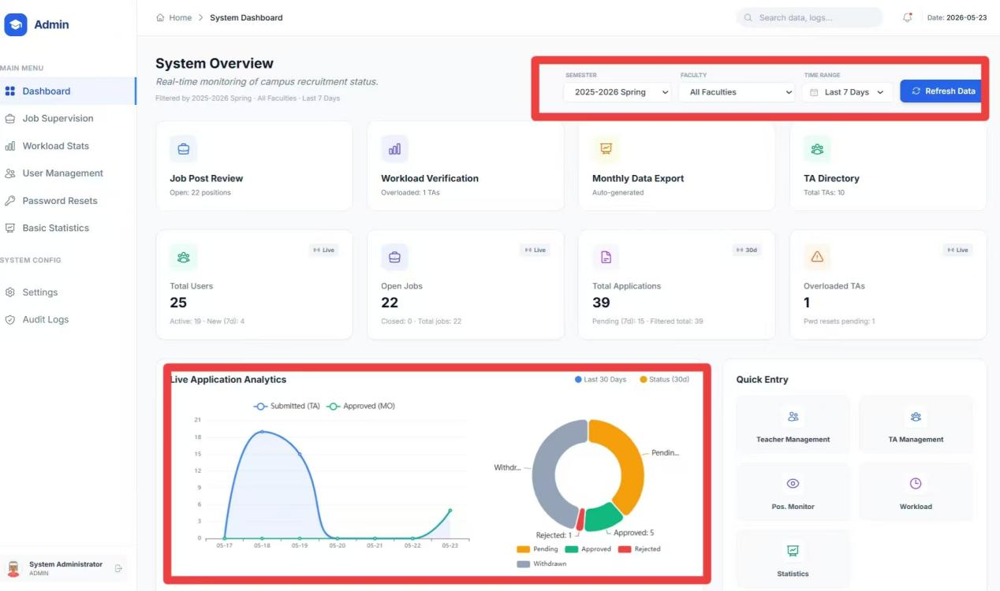 Admin
Home > System Dashboard
Search data, logs...
Date: 2026-05-23
MAIN MENU
Dashboard
Job Supervision
Workload Stats
User Management
Password Resets
Basic Statistics
SYSTEM CONFIG
Settings
Audit Logs
System Administrator
ADMIN
System Overview
Real-time monitoring of campus recruitment status.
Filtered by 2025-2026 Spring · All Faculties · Last 7 Days
SEMESTER
2025-2026 Spring
FACULTY
All Faculties
TIME RANGE
Last 7 Days
Refresh Data
Job Post Review
Open: 22 positions
Workload Verification
Overloaded: 1 TAs
Monthly Data Export
Auto-generated
TA Directory
Total TAs: 10
Live
Total Users
25
Active: 19 · New (7d): 4
Live
Open Jobs
22
Closed: 0 · Total jobs: 22
30d
Total Applications
39
Pending (7d): 15 · Filtered total: 39
Live
Overloaded TAs
1
Pwd resets pending: 1
Live Application Analytics
Last 30 Days
Status (30d)
Submitted (TA)
Approved (MO)
21
18
15
12
9
6
3
0
05-17
05-18
05-19
05-20
05-21
05-22
05-23
Pendin...
Withdr...
Rejected: 1
Approved: 5
Pending
Approved
Rejected
Withdrawn
Quick Entry
Teacher Management
TA Management
Pos. Monitor
Workload
Statistics